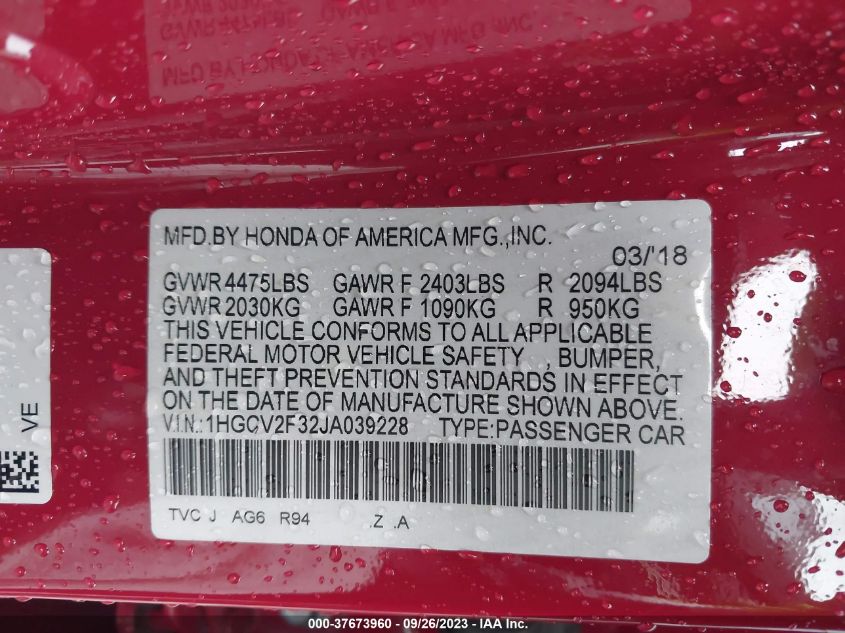 MFD.BY HONDA OF AMERICA MFG.,INC.
03/'18
GVWR 4475LBS GAWR F 2403LBS R 2094LBS
GVWR 2030KG GAWR F 1090KG R 950KG
THIS VEHICLE CONFORMS TO ALL APPLICABLE
FEDERAL MOTOR VEHICLE SAFETY , BUMPER,
AND THEFT PREVENTION STANDARDS IN EFFECT
ON THE DATE OF MANUFACTURE SHOWN ABOVE.
V.I.N.:1HGCV2F32JA039228 TYPE:PASSENGER CAR
TVC J AG6 R94 .Z .A
VE
000-37673960 - 09/26/2023 - © IAA Inc.